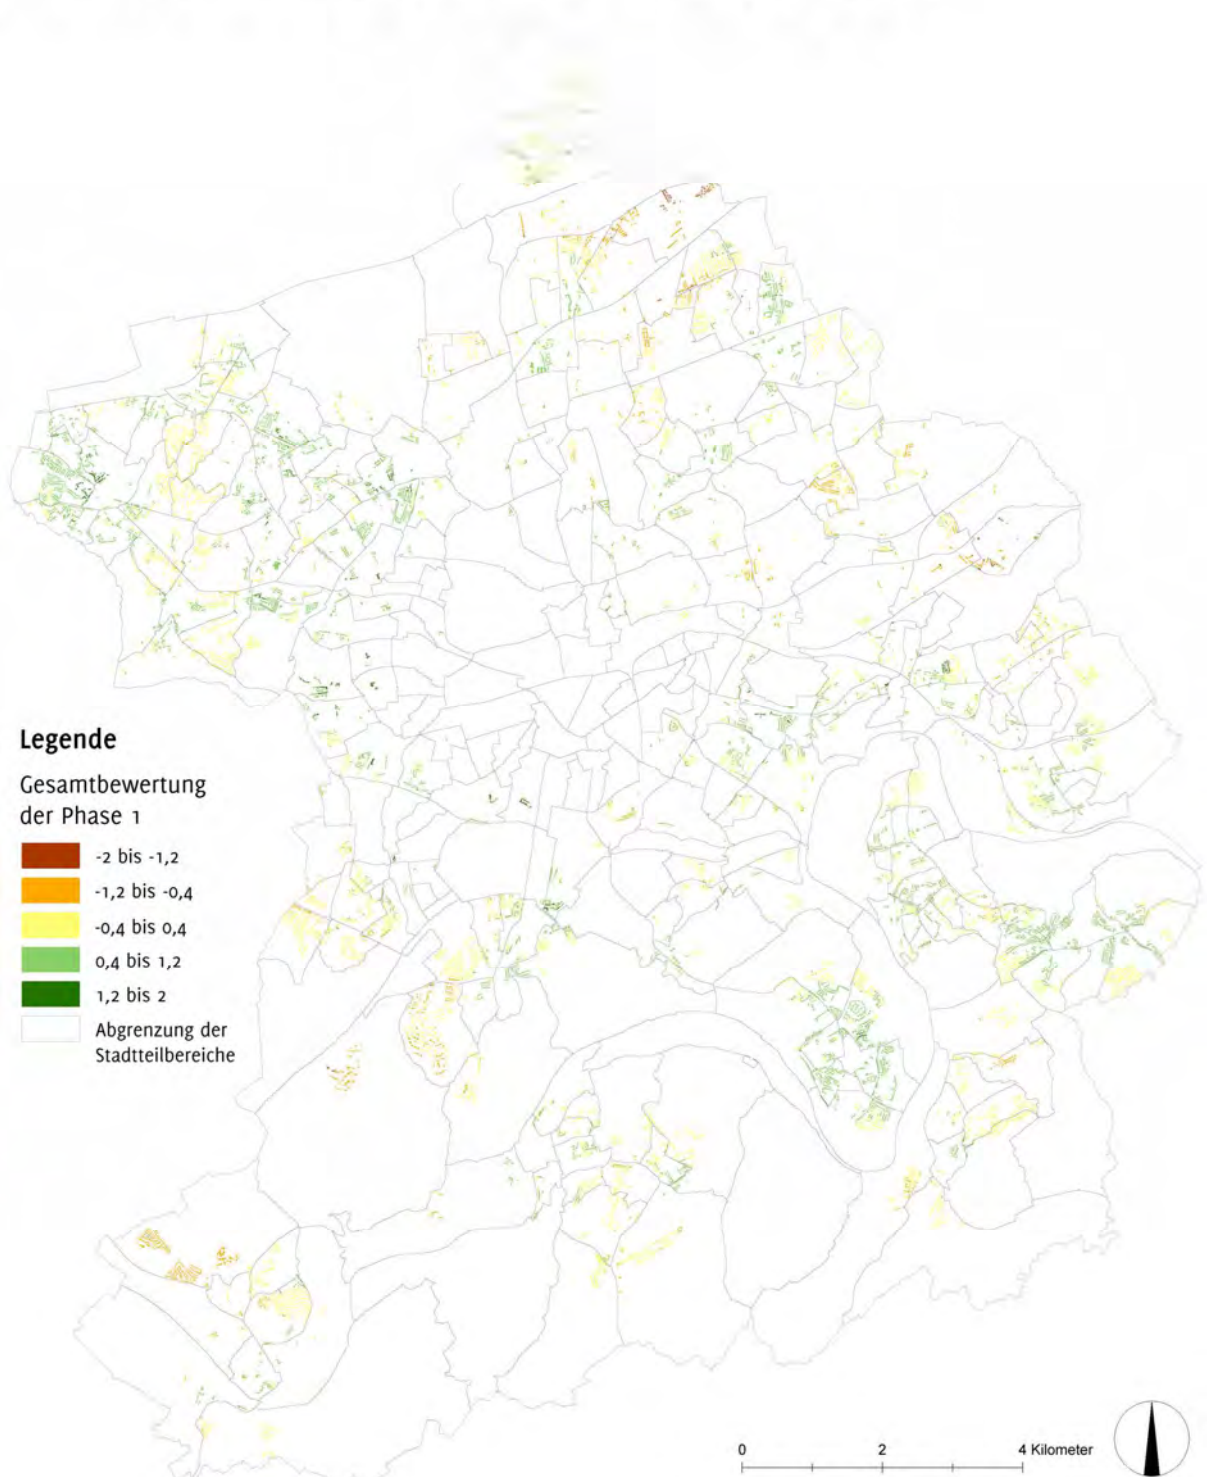 Legende
Gesamtbewertung
der Phase 1
-2 bis -1,2
-1,2 bis -0,4
-0,4 bis 0,4
0,4 bis 1,2
1,2 bis 2
Abgrenzung der
Stadtteilbereiche
0 2 4 Kilometer